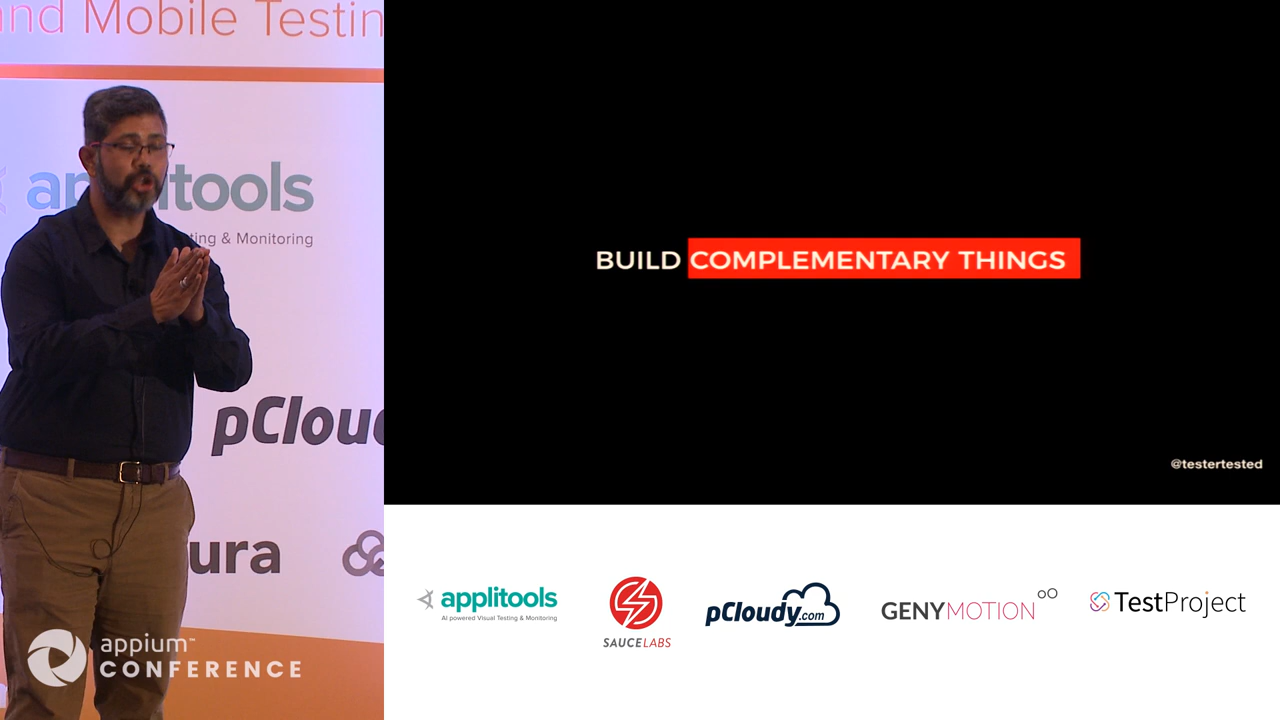 and Mobile Testin
applitools
ting & Monitoring
pCloud
ura
appium™
CONFERENCE
BUILD COMPLEMENTARY THINGS
@testertested
applitools
AI powered Visual Testing & Monitoring
SAUCELABS
pCloudy.com
GENYMOTION
TestProject